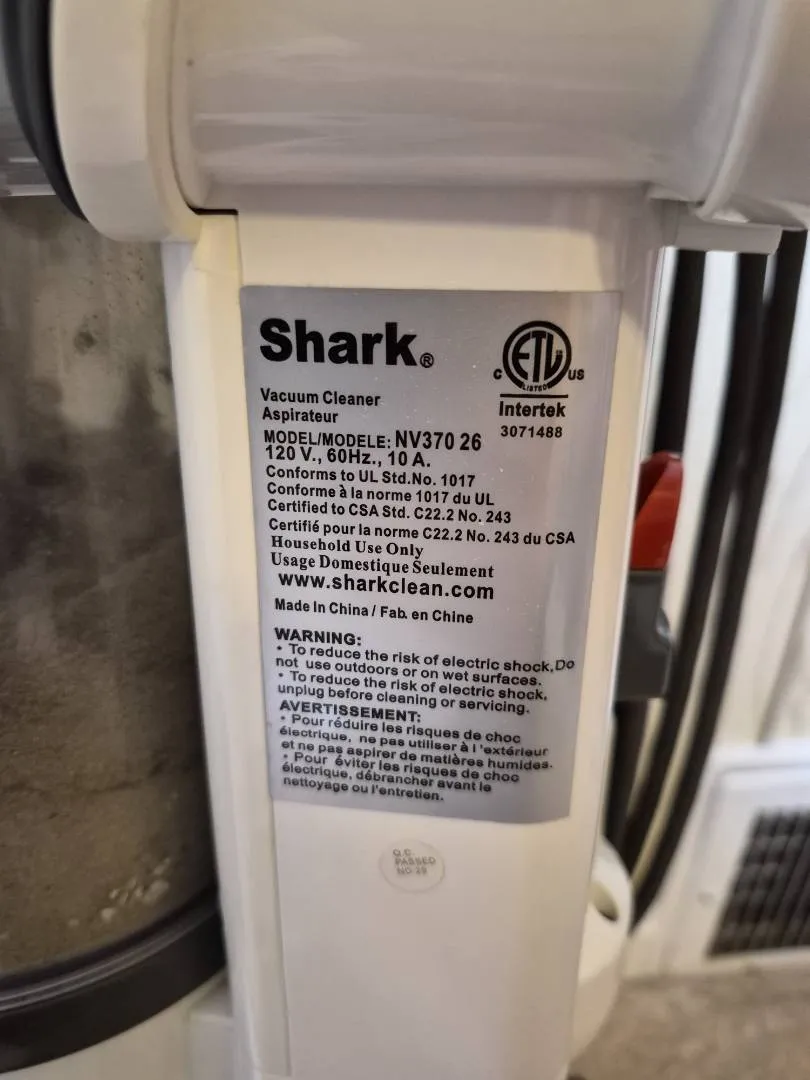 Shark®
C ETL US
LISTED
Intertek
3071488
Vacuum Cleaner
Aspirateur
MODEL/MODELE: NV370 26
120 V., 60Hz., 10 A.
Conforms to UL Std.No. 1017
Conforme à la norme 1017 du UL
Certified to CSA Std. C22.2 No. 243
Certifié pour la norme C22.2 No. 243 du CSA
Household Use Only
Usage Domestique Seulement
www.sharkclean.com
Made In China / Fab. en Chine
WARNING:
• To reduce the risk of electric shock, Do
not use outdoors or on wet surfaces.
• To reduce the risk of electric shock,
unplug before cleaning or servicing.
AVERTISSEMENT:
• Pour réduire les risques de choc
électrique, ne pas utiliser à l'extérieur
et ne pas aspirer de matières humides.
• Pour éviter les risques de choc
électrique, débrancher avant le
nettoyage ou l'entretien.
Q.C.
PASSED
NO.29